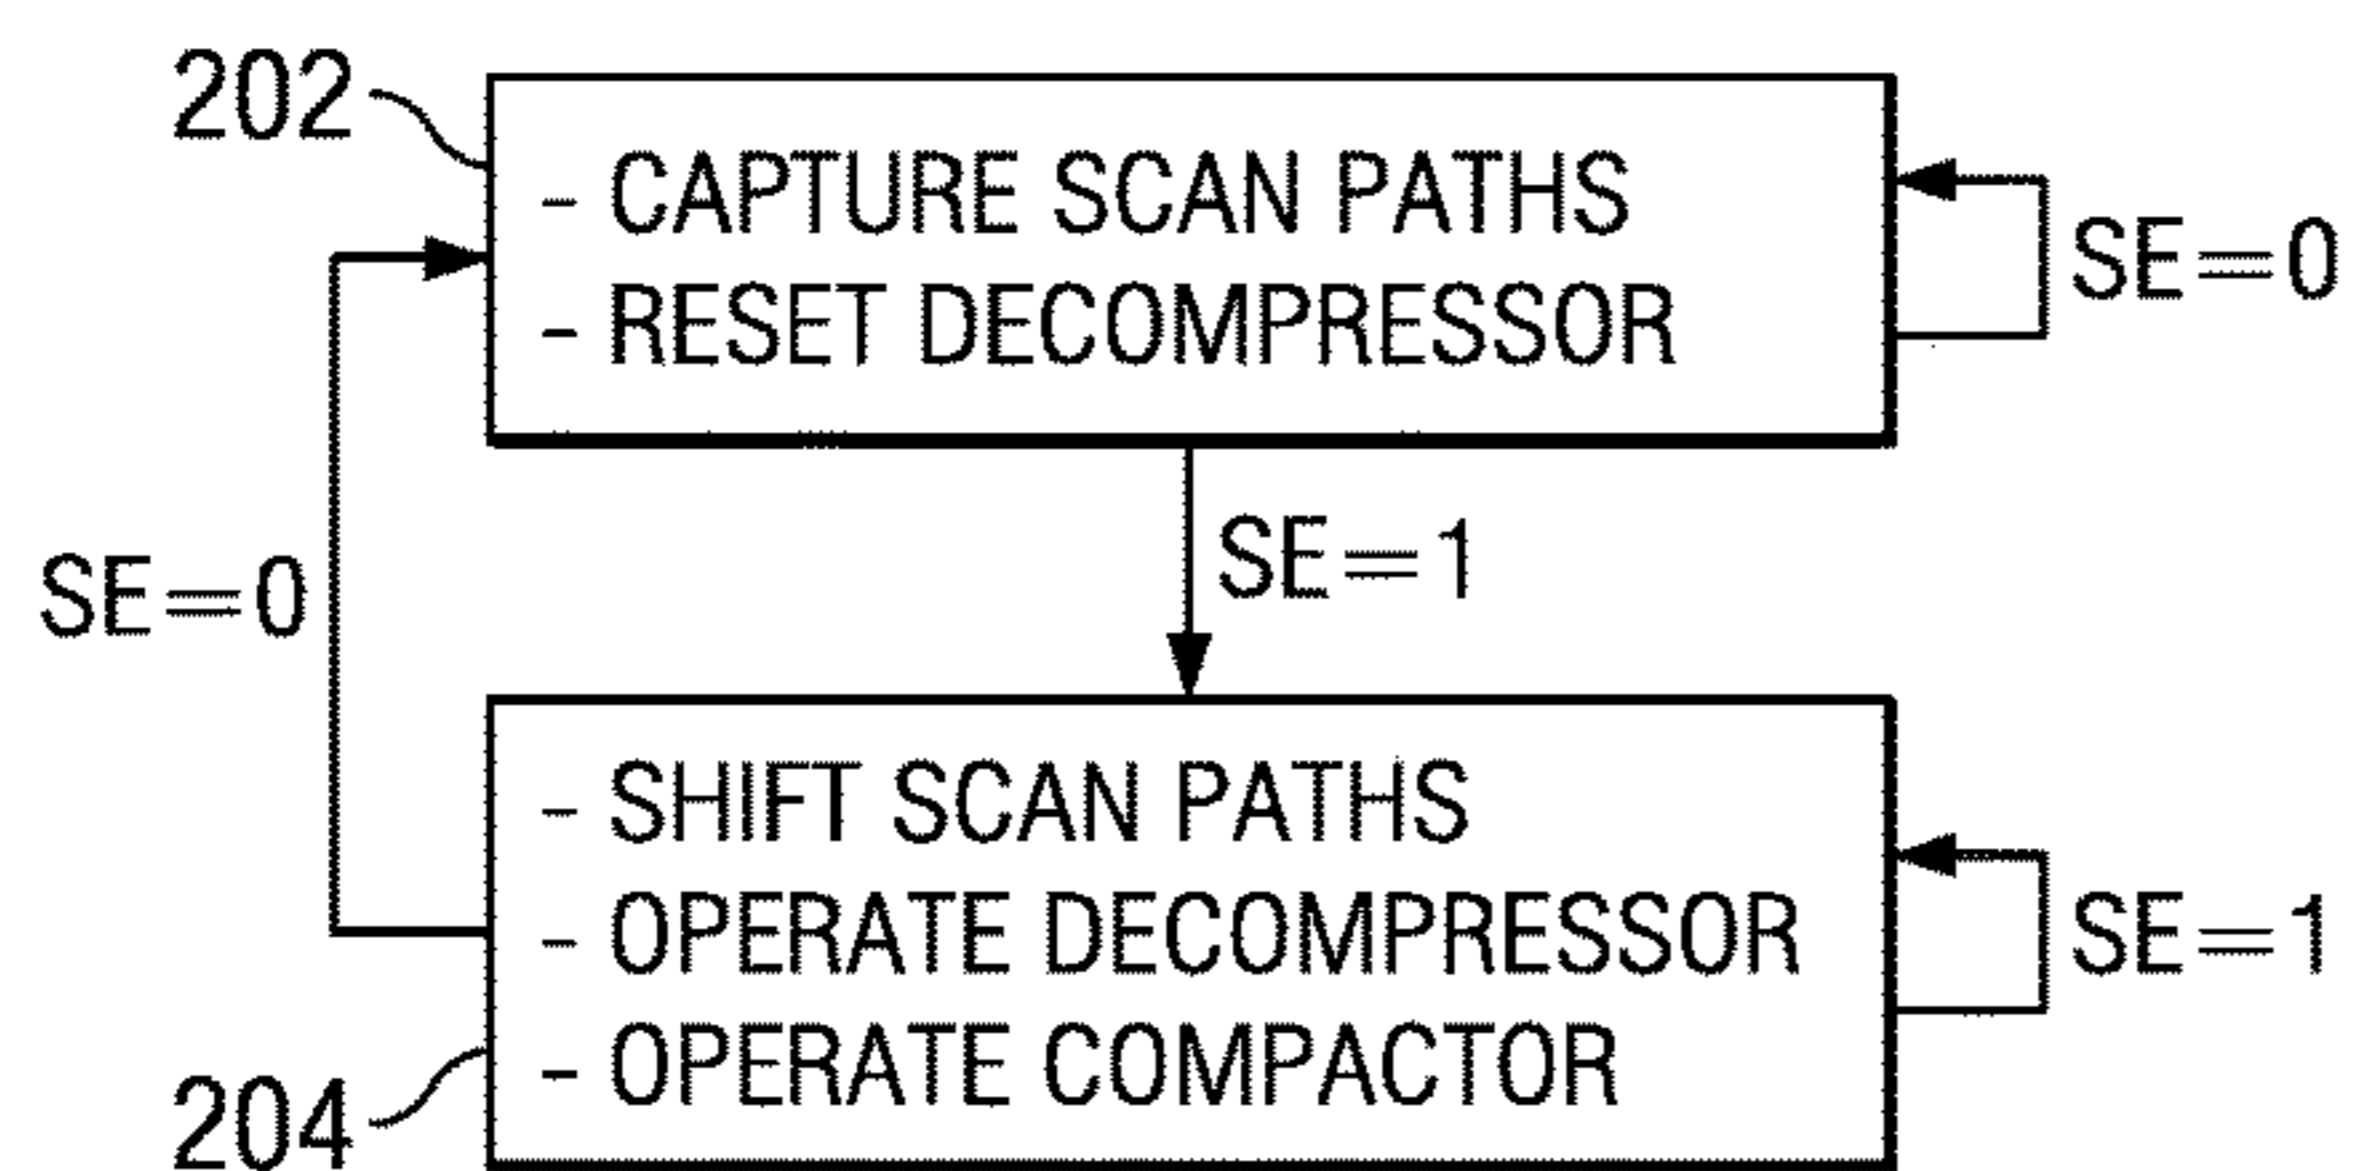 202
- CAPTURE SCAN PATHS
- RESET DECOMPRESSOR
SE=0
SE=1
SE=0
- SHIFT SCAN PATHS
- OPERATE DECOMPRESSOR
- OPERATE COMPACTOR
SE=1
204